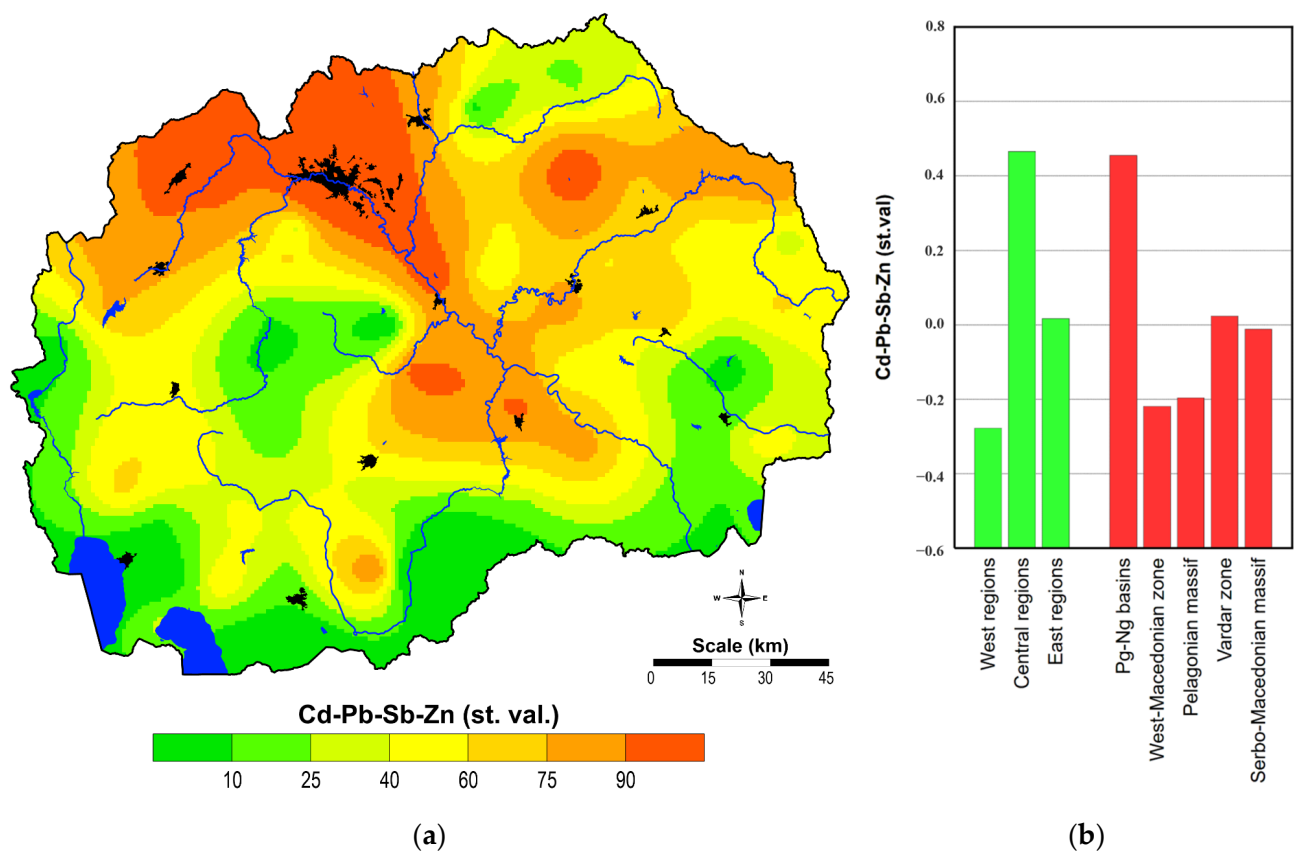 N
W E
S
Scale (km)
0 15 30 45
Cd-Pb-Sb-Zn (st. val.)
10 25 40 60 75 90
(a)
Cd-Pb-Sb-Zn (st.val)
0.8
0.6
0.4
0.2
0.0
−0.2
−0.4
−0.6
West regions
Central regions
East regions
Pg-Ng basins
West-Macedonian zone
Pelagonian massif
Vardar zone
Serbo-Macedonian massif
(b)